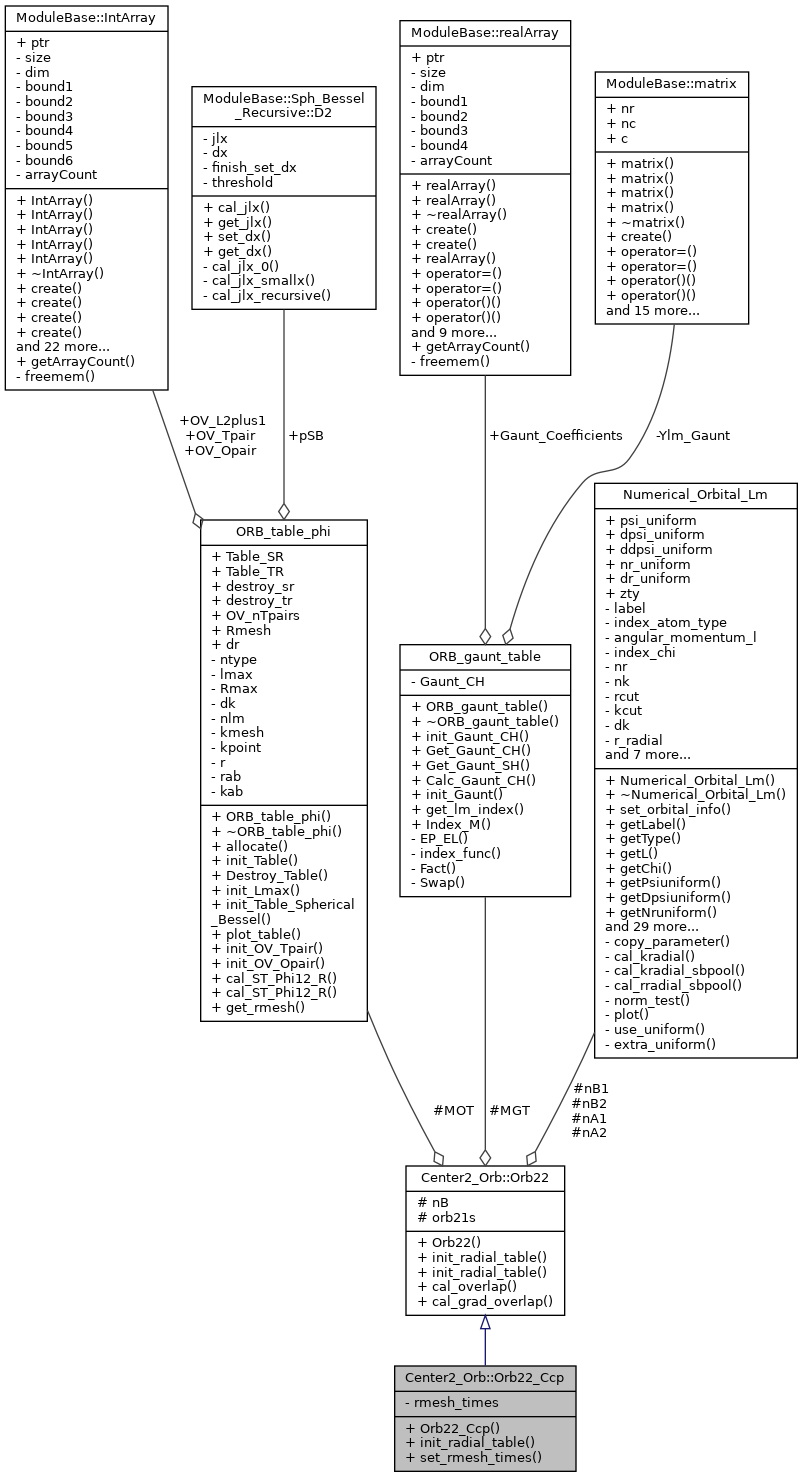 ModuleBase::IntArray
+ ptr
- size
- dim
- bound1
- bound2
- bound3
- bound4
- bound5
- bound6
- arrayCount
+ IntArray()
+ IntArray()
+ IntArray()
+ IntArray()
+ IntArray()
+ ~IntArray()
+ create()
+ create()
+ create()
+ create()
and 22 more...
+ getArrayCount()
- freemem()
ModuleBase::Sph_Bessel
_Recursive::D2
- jlx
- dx
- finish_set_dx
- threshold
+ cal_jlx()
+ get_jlx()
+ set_dx()
+ get_dx()
- cal_jlx_0()
- cal_jlx_smallx()
- cal_jlx_recursive()
ModuleBase::realArray
+ ptr
- size
- dim
- bound1
- bound2
- bound3
- bound4
- arrayCount
+ realArray()
+ realArray()
+ ~realArray()
+ create()
+ create()
+ realArray()
+ operator=()
+ operator=()
+ operator()()
+ operator()()
and 9 more...
+ getArrayCount()
- freemem()
ModuleBase::matrix
+ nr
+ nc
+ c
+ matrix()
+ matrix()
+ matrix()
+ matrix()
+ ~matrix()
+ create()
+ operator=()
+ operator=()
+ operator()()
+ operator()()
and 15 more...
+OV_L2plus1
+OV_Tpair
+OV_Opair
+pSB
+Gaunt_Coefficients
-Ylm_Gaunt
ORB_table_phi
+ Table_SR
+ Table_TR
+ destroy_sr
+ destroy_tr
+ OV_nTpairs
+ Rmesh
+ dr
- ntype
- lmax
- Rmax
- dk
- nlm
- kmesh
- kpoint
- r
- rab
- kab
+ ORB_table_phi()
+ ~ORB_table_phi()
+ allocate()
+ init_Table()
+ Destroy_Table()
+ init_Lmax()
+ init_Table_Spherical
_Bessel()
+ plot_table()
+ init_OV_Tpair()
+ init_OV_Opair()
+ cal_ST_Phi12_R()
+ cal_ST_Phi12_R()
+ get_rmesh()
ORB_gaunt_table
- Gaunt_CH
+ ORB_gaunt_table()
+ ~ORB_gaunt_table()
+ init_Gaunt_CH()
+ Get_Gaunt_CH()
+ Get_Gaunt_SH()
+ Calc_Gaunt_CH()
+ init_Gaunt()
+ get_lm_index()
+ Index_M()
- EP_EL()
- index_func()
- Fact()
- Swap()
Numerical_Orbital_Lm
+ psi_uniform
+ dpsi_uniform
+ ddpsi_uniform
+ nr_uniform
+ dr_uniform
+ zty
- label
- index_atom_type
- angular_momentum_l
- index_chi
- nr
- nk
- rcut
- kcut
- dk
- r_radial
and 7 more...
+ Numerical_Orbital_Lm()
+ ~Numerical_Orbital_Lm()
+ set_orbital_info()
+ getLabel()
+ getType()
+ getL()
+ getChi()
+ getPsiuniform()
+ getDpsiuniform()
+ getNruniform()
and 29 more...
- copy_parameter()
- cal_kradial()
- cal_kradial_sbpool()
- cal_rradial_sbpool()
- norm_test()
- plot()
- use_uniform()
- extra_uniform()
#MOT
#MGT
#nB1
#nB2
#nA1
#nA2
Center2_Orb::Orb22
# nB
# orb21s
+ Orb22()
+ init_radial_table()
+ init_radial_table()
+ cal_overlap()
+ cal_grad_overlap()
Center2_Orb::Orb22_Ccp
- rmesh_times
+ Orb22_Ccp()
+ init_radial_table()
+ set_rmesh_times()